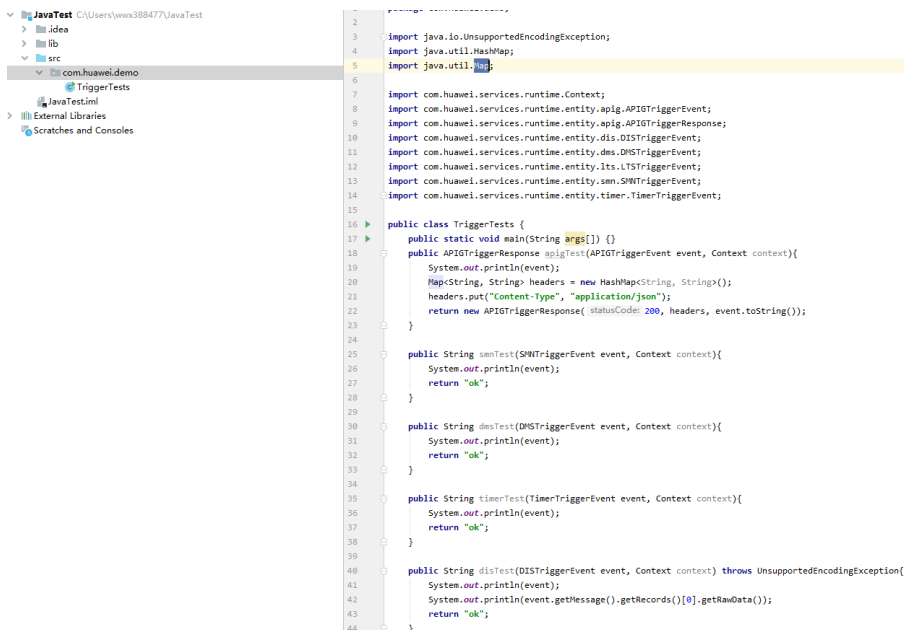 JavaTest C:\Users\wwx388477\JavaTest
.idea
lib
src
com.huawei.demo
TriggerTests
JavaTest.iml
External Libraries
Scratches and Consoles
2
3 import java.io.UnsupportedEncodingException;
4 import java.util.HashMap;
5 import java.util.Map;
6
7 import com.huawei.services.runtime.Context;
8 import com.huawei.services.runtime.entity.apig.APIGTriggerEvent;
9 import com.huawei.services.runtime.entity.apig.APIGTriggerResponse;
10 import com.huawei.services.runtime.entity.dis.DISTriggerEvent;
11 import com.huawei.services.runtime.entity.dms.DMSTriggerEvent;
12 import com.huawei.services.runtime.entity.lts.LTSTriggerEvent;
13 import com.huawei.services.runtime.entity.smn.SMNTriggerEvent;
14 import com.huawei.services.runtime.entity.timer.TimerTriggerEvent;
15
16 public class TriggerTests {
17 public static void main(String args[]) {}
18 public APIGTriggerResponse apigTest(APIGTriggerEvent event, Context context){
19 System.out.println(event);
20 Map<String, String> headers = new HashMap<String, String>();
21 headers.put("Content-Type", "application/json");
22 return new APIGTriggerResponse( statusCode: 200, headers, event.toString());
23 }
24
25 public String smnTest(SMNTriggerEvent event, Context context){
26 System.out.println(event);
27 return "ok";
28 }
29
30 public String dmsTest(DMSTriggerEvent event, Context context){
31 System.out.println(event);
32 return "ok";
33 }
34
35 public String timerTest(TimerTriggerEvent event, Context context){
36 System.out.println(event);
37 return "ok";
38 }
39
40 public String disTest(DISTriggerEvent event, Context context) throws UnsupportedEncodingException{
41 System.out.println(event);
42 System.out.println(event.getMessage().getRecords()[0].getRawData());
43 return "ok";
44 }